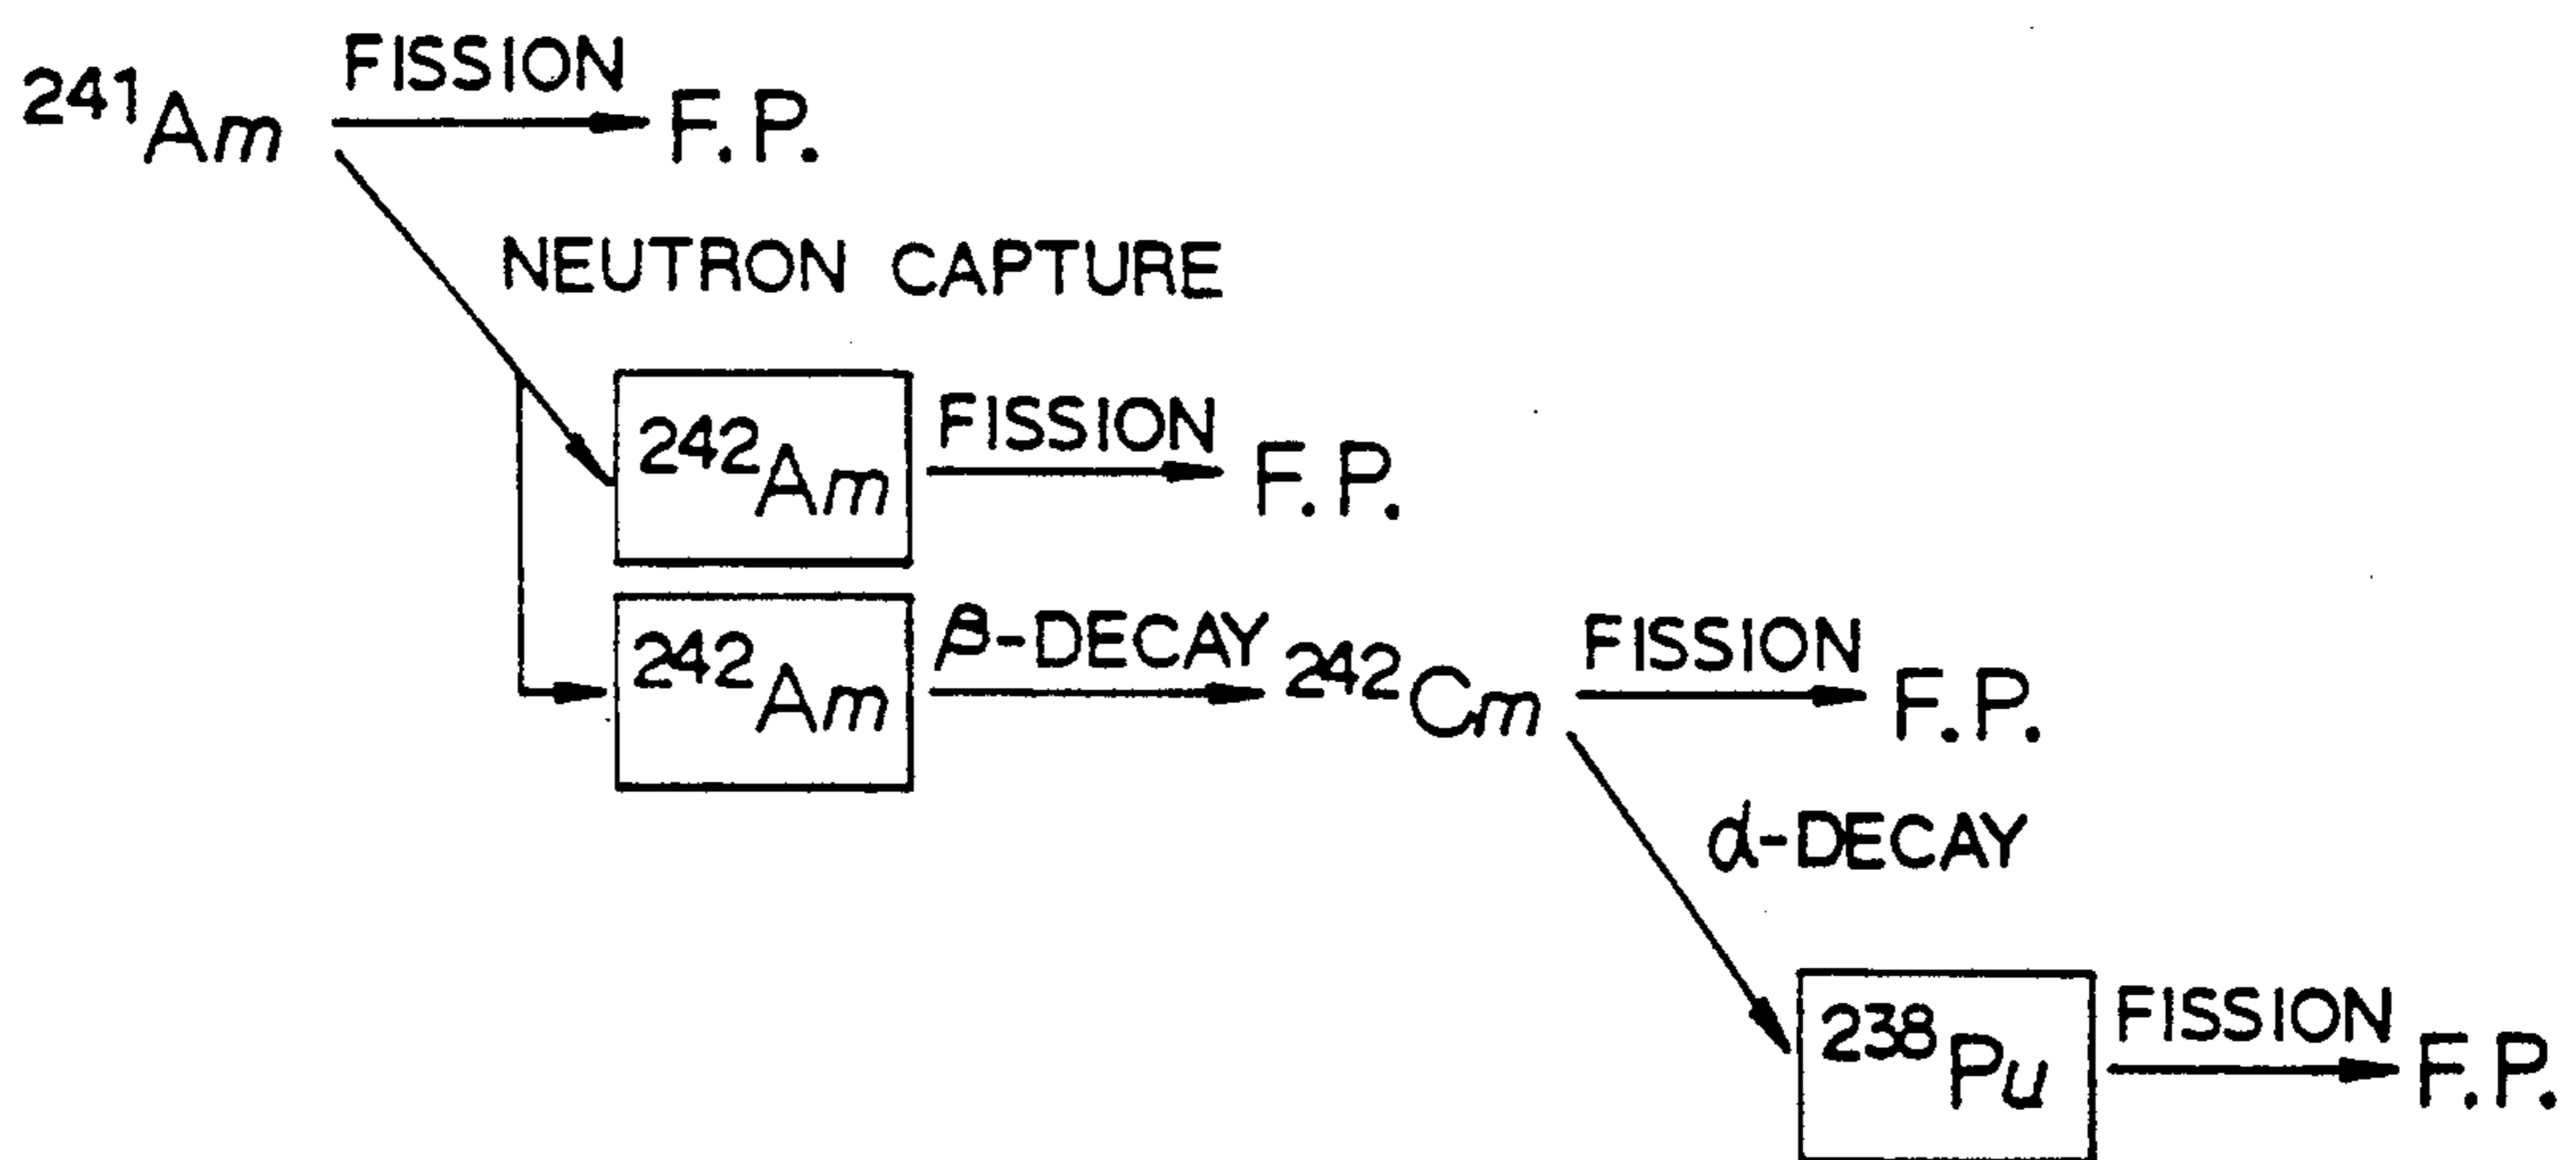 ²⁴¹Am FISSION F.P.
NEUTRON CAPTURE
²⁴²Am FISSION F.P.
²⁴²Am β-DECAY ²⁴²Cm FISSION F.P.
α-DECAY
²³⁸Pu FISSION F.P.